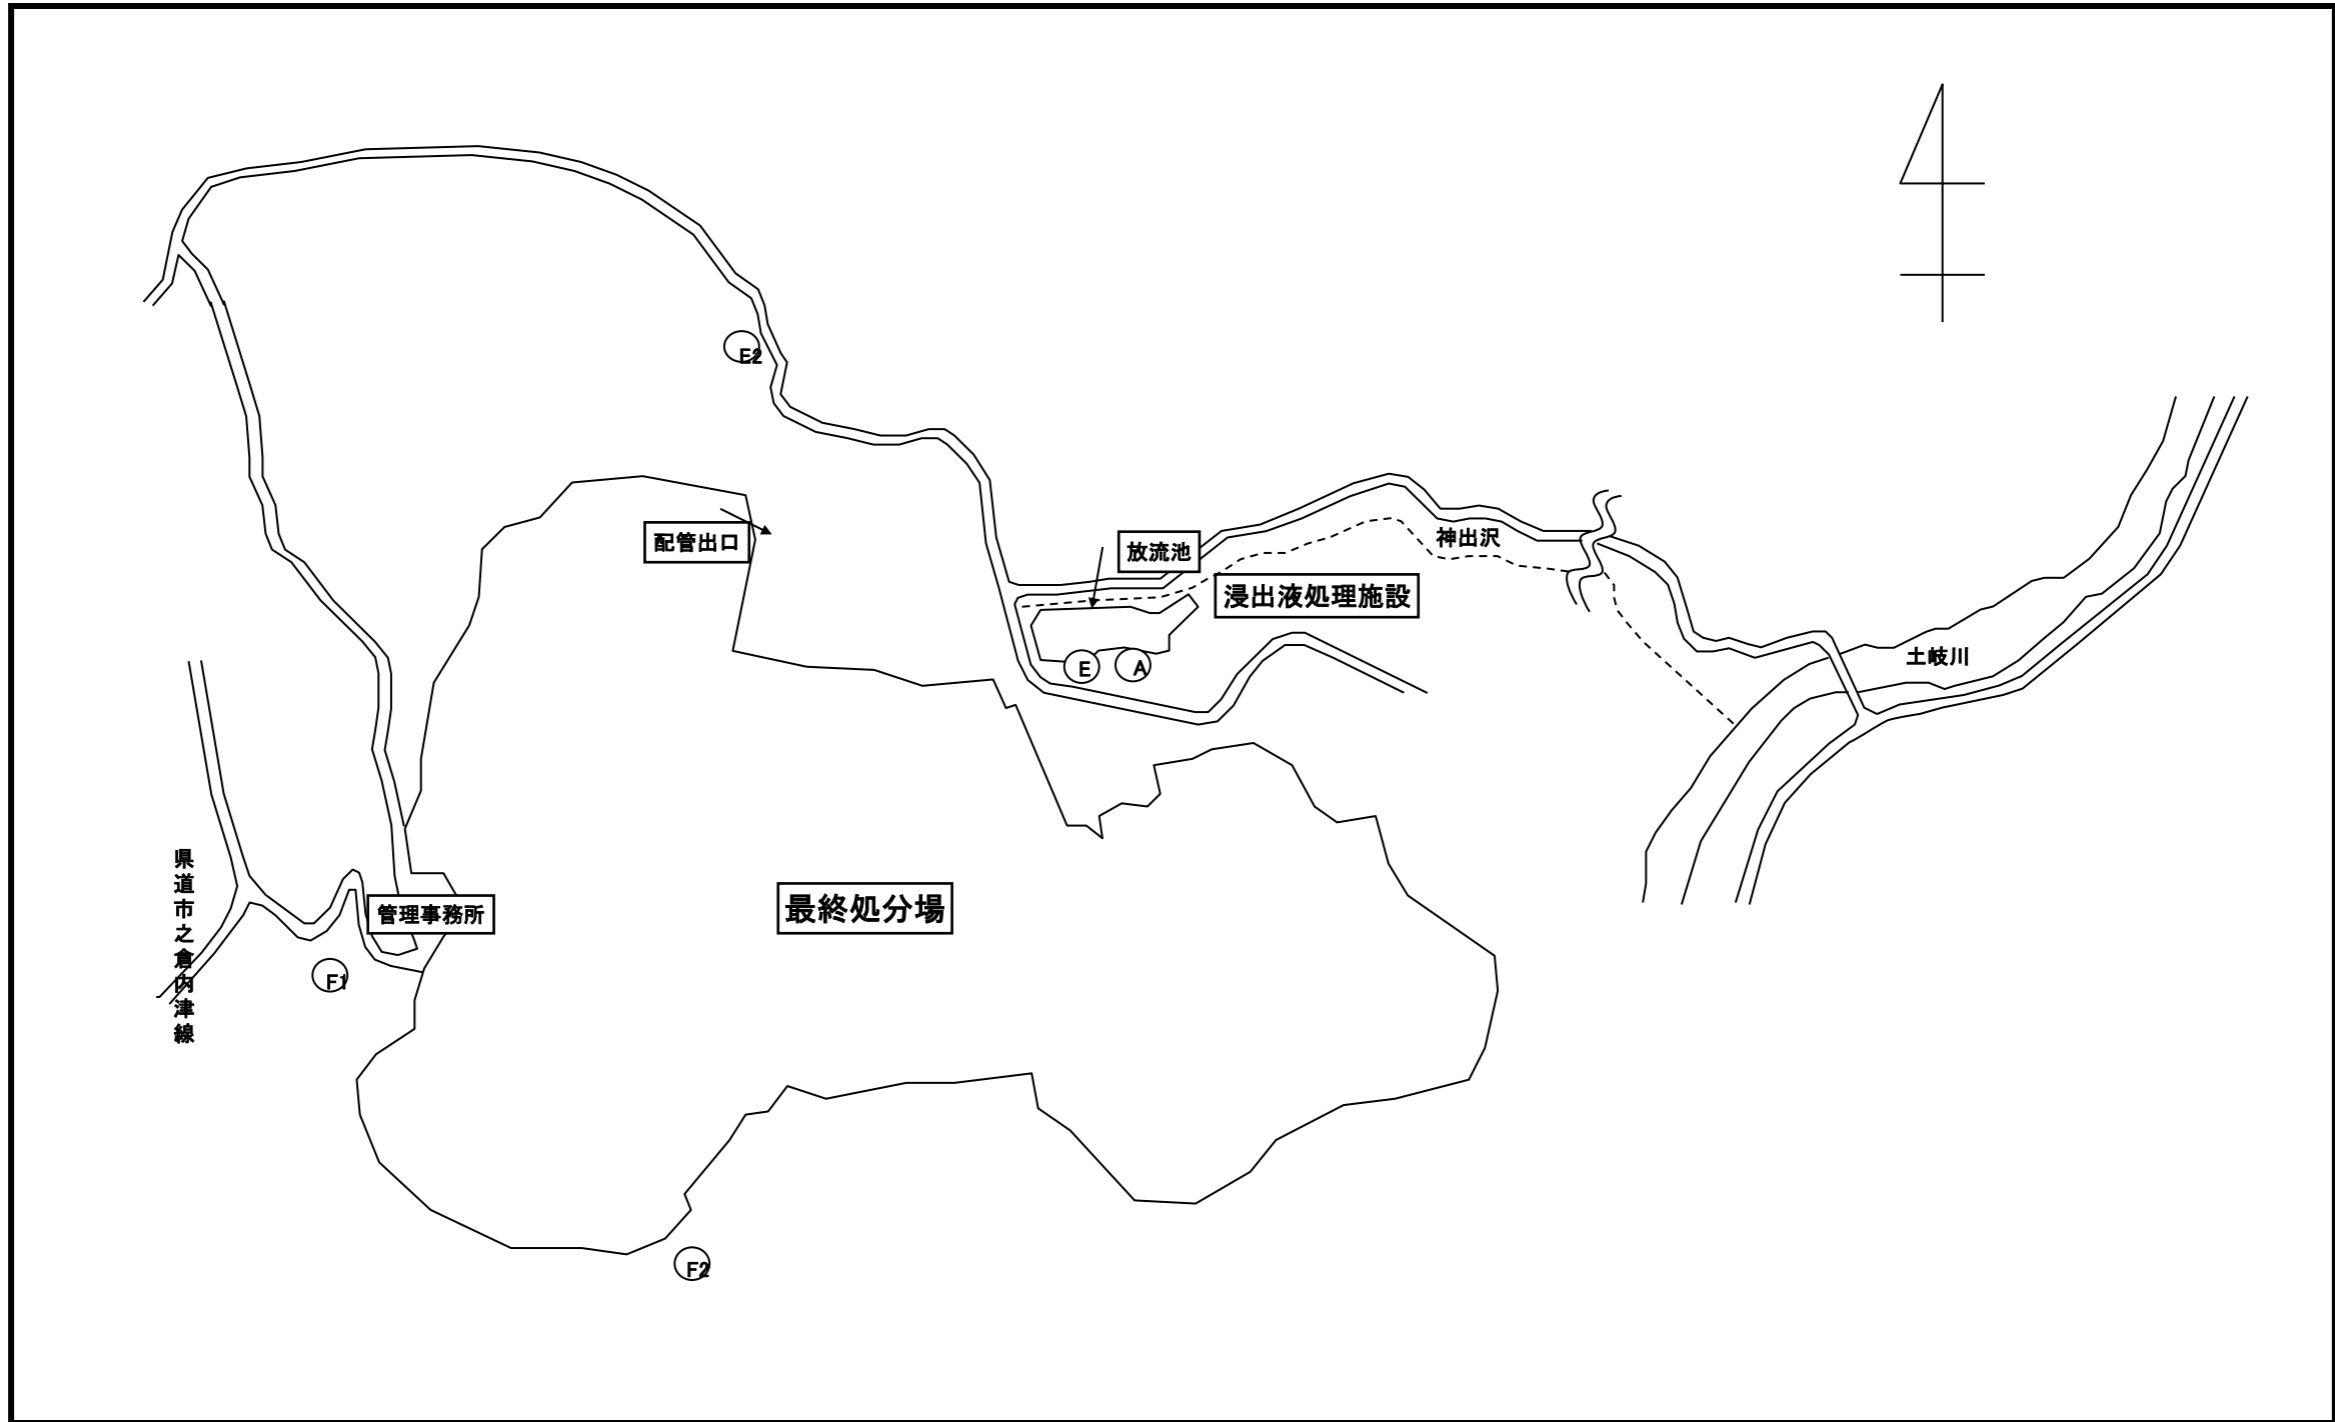 E2
配管出口
神出沢
放流池
浸出液処理施設
土岐川
E
A
県道市之倉内津線
管理事務所
最終処分場
F1
F2